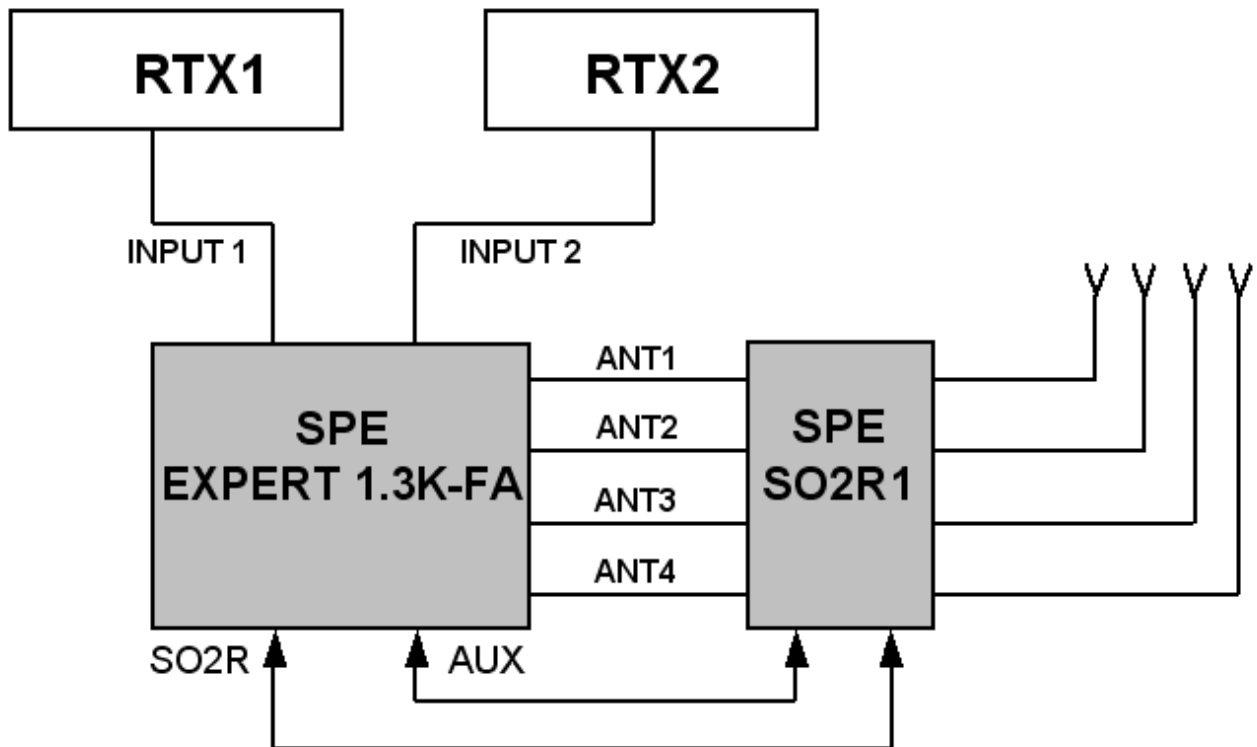 RTX1
RTX2
INPUT 1
INPUT 2
ANT1
SPE
EXPERT 1.3K-FA
ANT2
SPE
SO2R1
ANT3
ANT4
SO2R
AUX